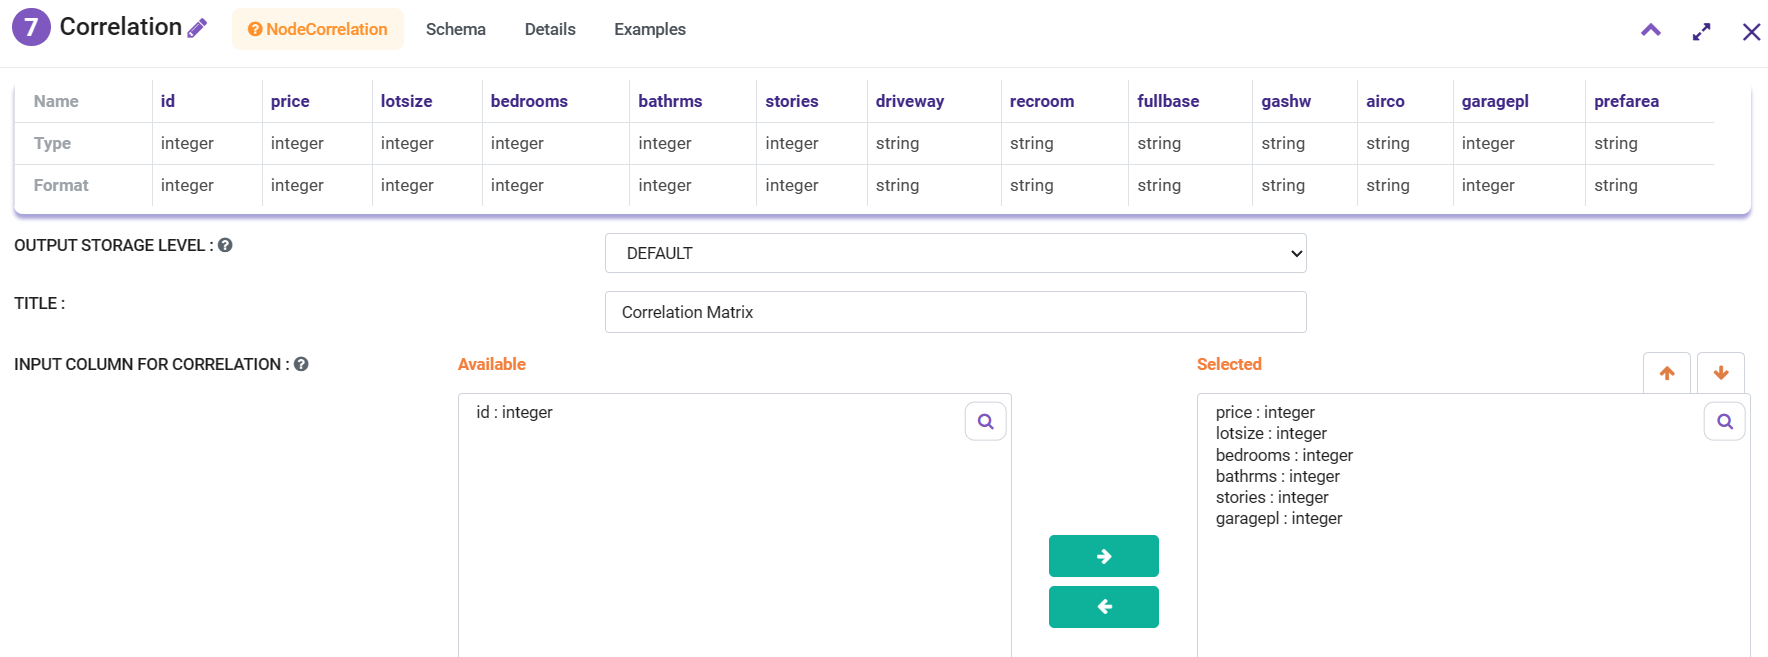 7 Correlation NodeCorrelation Schema Details Examples
Name id price lotsize bedrooms bathrms stories driveway recroom fullbase gashw airco garagepl prefarea
Type integer integer integer integer integer integer string string string string string integer string
Format integer integer integer integer integer integer string string string string string integer string
OUTPUT STORAGE LEVEL : DEFAULT
TITLE : Correlation Matrix
INPUT COLUMN FOR CORRELATION : Available Selected
id : integer price : integer
lotsize : integer
bedrooms : integer
bathrms : integer
stories : integer
garagepl : integer